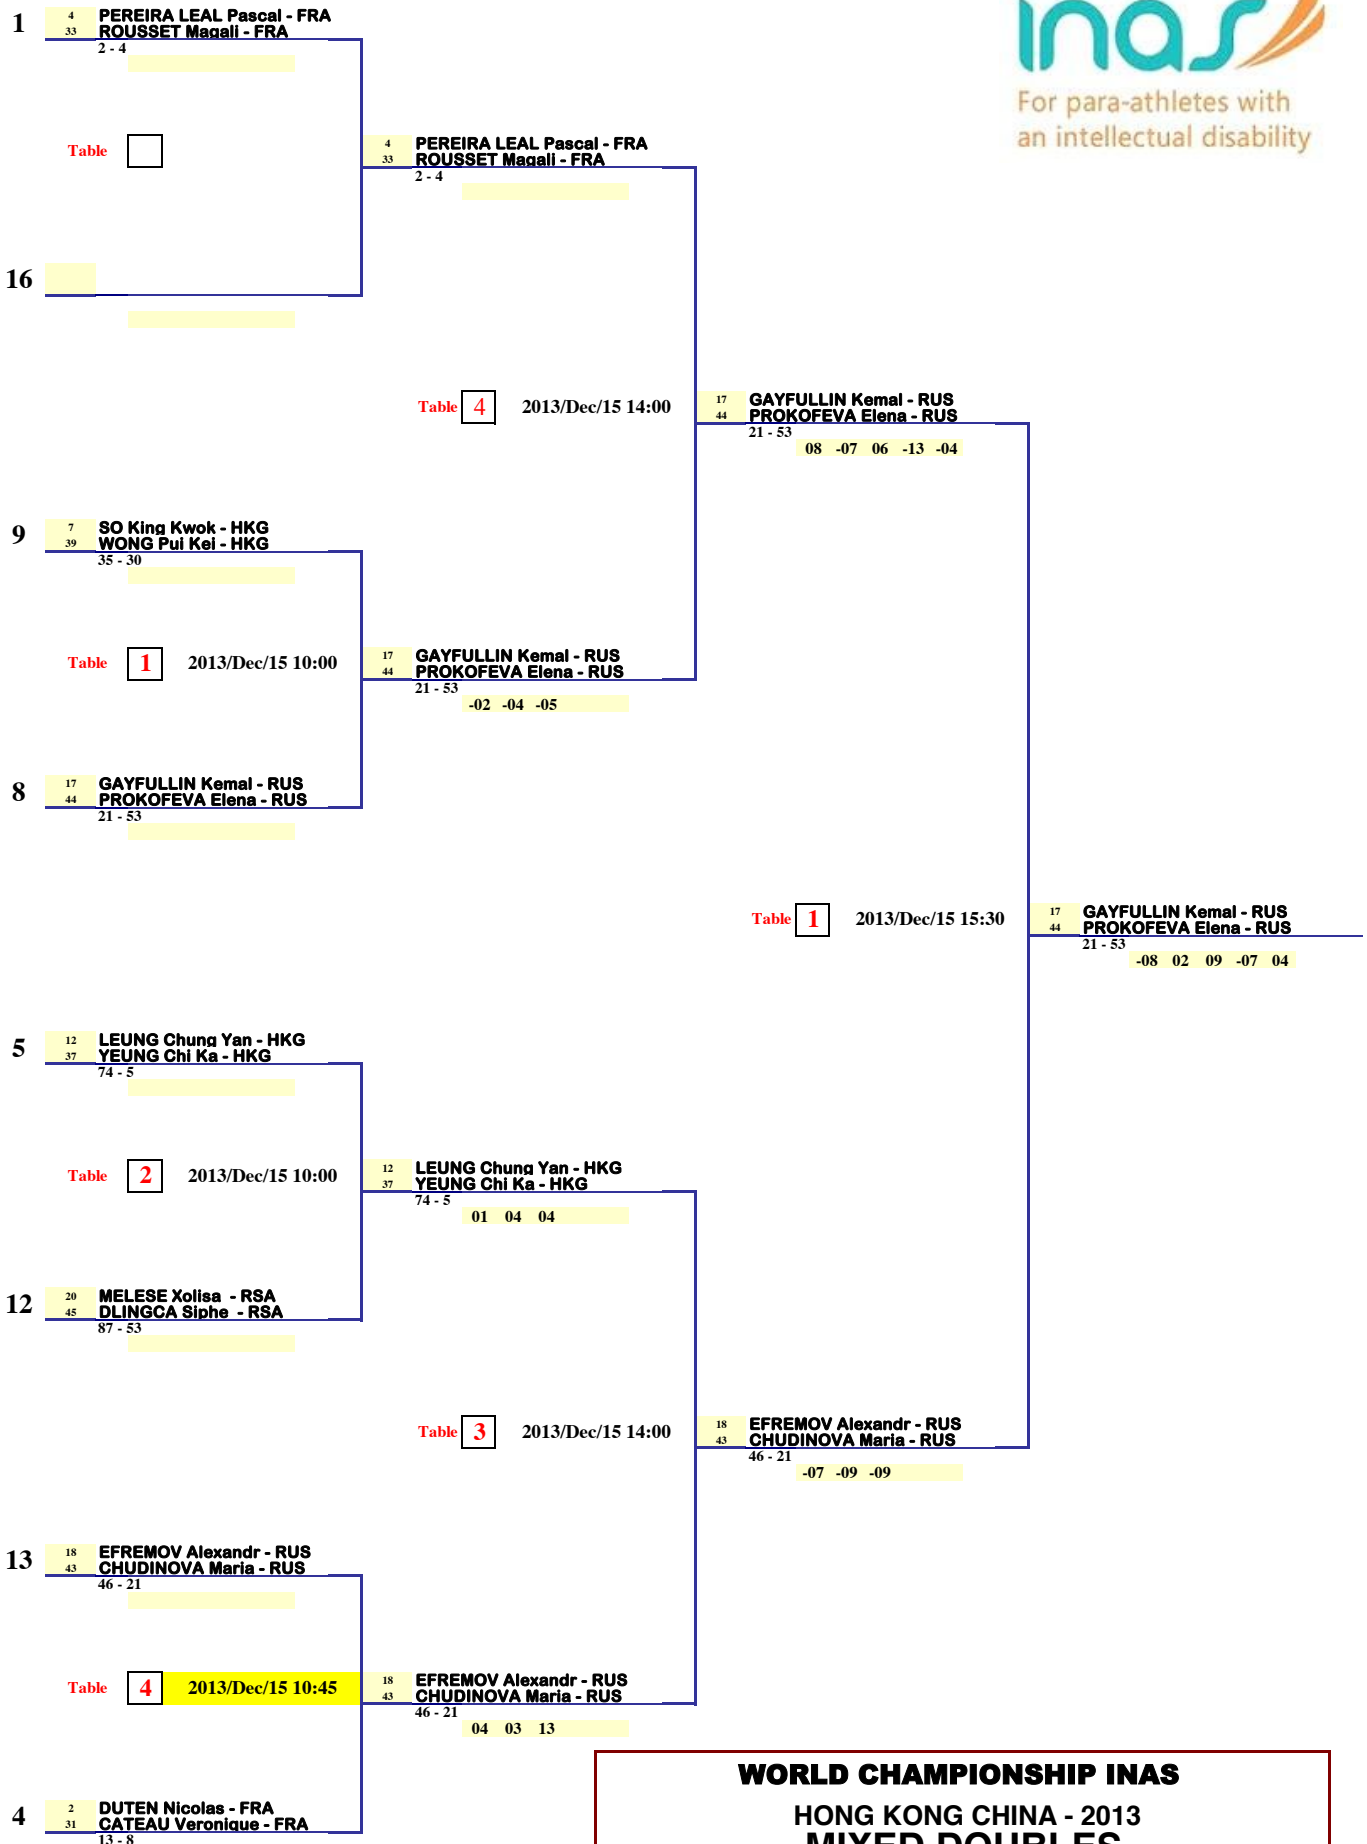 inas
For para-athletes with
an intellectual disability
1
4 PEREIRA LEAL Pascal - FRA
33 ROUSSET Magali - FRA
2 - 4
Table
4 PEREIRA LEAL Pascal - FRA
33 ROUSSET Magali - FRA
2 - 4
16
Table 4 2013/Dec/15 14:00
17 GAYFULLIN Kemal - RUS
44 PROKOFEVA Elena - RUS
21 - 53
08 -07 06 -13 -04
9
7 SO King Kwok - HKG
39 WONG Pui Kei - HKG
35 - 30
Table 1 2013/Dec/15 10:00
17 GAYFULLIN Kemal - RUS
44 PROKOFEVA Elena - RUS
21 - 53
-02 -04 -05
8
17 GAYFULLIN Kemal - RUS
44 PROKOFEVA Elena - RUS
21 - 53
Table 1 2013/Dec/15 15:30
17 GAYFULLIN Kemal - RUS
44 PROKOFEVA Elena - RUS
21 - 53
-08 02 09 -07 04
5
12 LEUNG Chung Yan - HKG
37 YEUNG Chi Ka - HKG
74 - 5
Table 2 2013/Dec/15 10:00
12 LEUNG Chung Yan - HKG
37 YEUNG Chi Ka - HKG
74 - 5
01 04 04
12
20 MELESE Xolisa - RSA
45 DLINGCA Siphe - RSA
87 - 53
Table 3 2013/Dec/15 14:00
18 EFREMOV Alexandr - RUS
43 CHUDINOVA Maria - RUS
46 - 21
-07 -09 -09
13
18 EFREMOV Alexandr - RUS
43 CHUDINOVA Maria - RUS
46 - 21
Table 4 2013/Dec/15 10:45
18 EFREMOV Alexandr - RUS
43 CHUDINOVA Maria - RUS
46 - 21
04 03 13
4
2 DUTEN Nicolas - FRA
31 CATEAU Veronique - FRA
13 - 8
WORLD CHAMPIONSHIP INAS
HONG KONG CHINA - 2013
MIXED DOUBLES